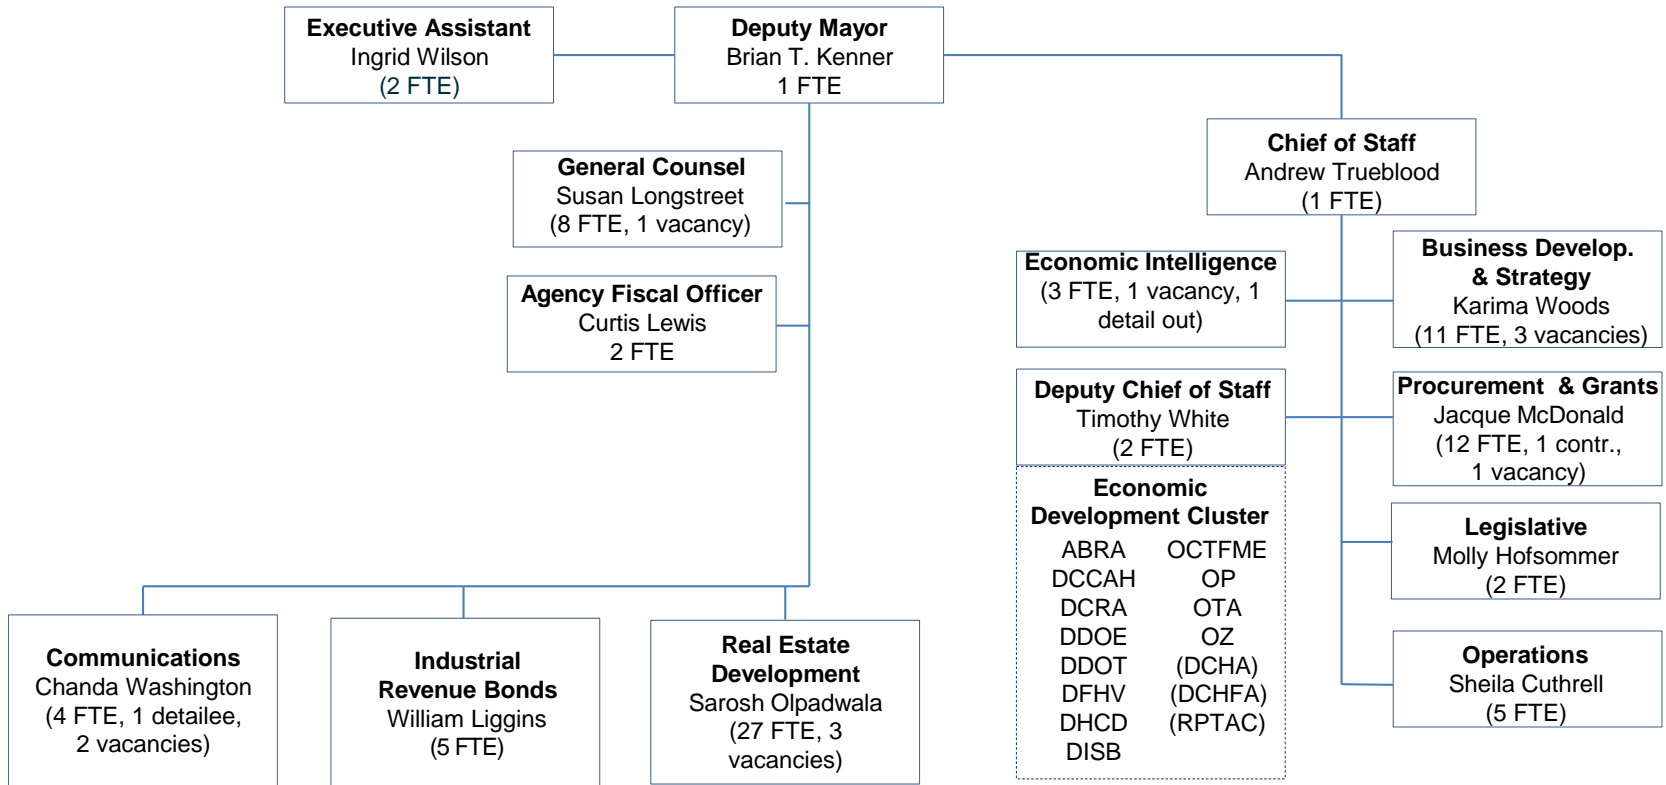 Executive Assistant
Ingrid Wilson
(2 FTE)
Deputy Mayor
Brian T. Kenner
1 FTE
Chief of Staff
Andrew Trueblood
(1 FTE)
General Counsel
Susan Longstreet
(8 FTE, 1 vacancy)
Agency Fiscal Officer
Curtis Lewis
2 FTE
Economic Intelligence
(3 FTE, 1 vacancy, 1
detail out)
Business Develop.
& Strategy
Karima Woods
(11 FTE, 3 vacancies)
Deputy Chief of Staff
Timothy White
(2 FTE)
Procurement & Grants
Jacque McDonald
(12 FTE, 1 contr.,
1 vacancy)
Economic
Development Cluster
ABRA OCTFME
DCCAH OP
DCRA OTA
DDOE OZ
DDOT (DCHA)
DFHV (DCHFA)
DHCD (RPTAC)
DISB
Legislative
Molly Hofsommer
(2 FTE)
Operations
Sheila Cuthrell
(5 FTE)
Communications
Chanda Washington
(4 FTE, 1 detailee,
2 vacancies)
Industrial
Revenue Bonds
William Liggins
(5 FTE)
Real Estate
Development
Sarosh Olpadwala
(27 FTE, 3
vacancies)